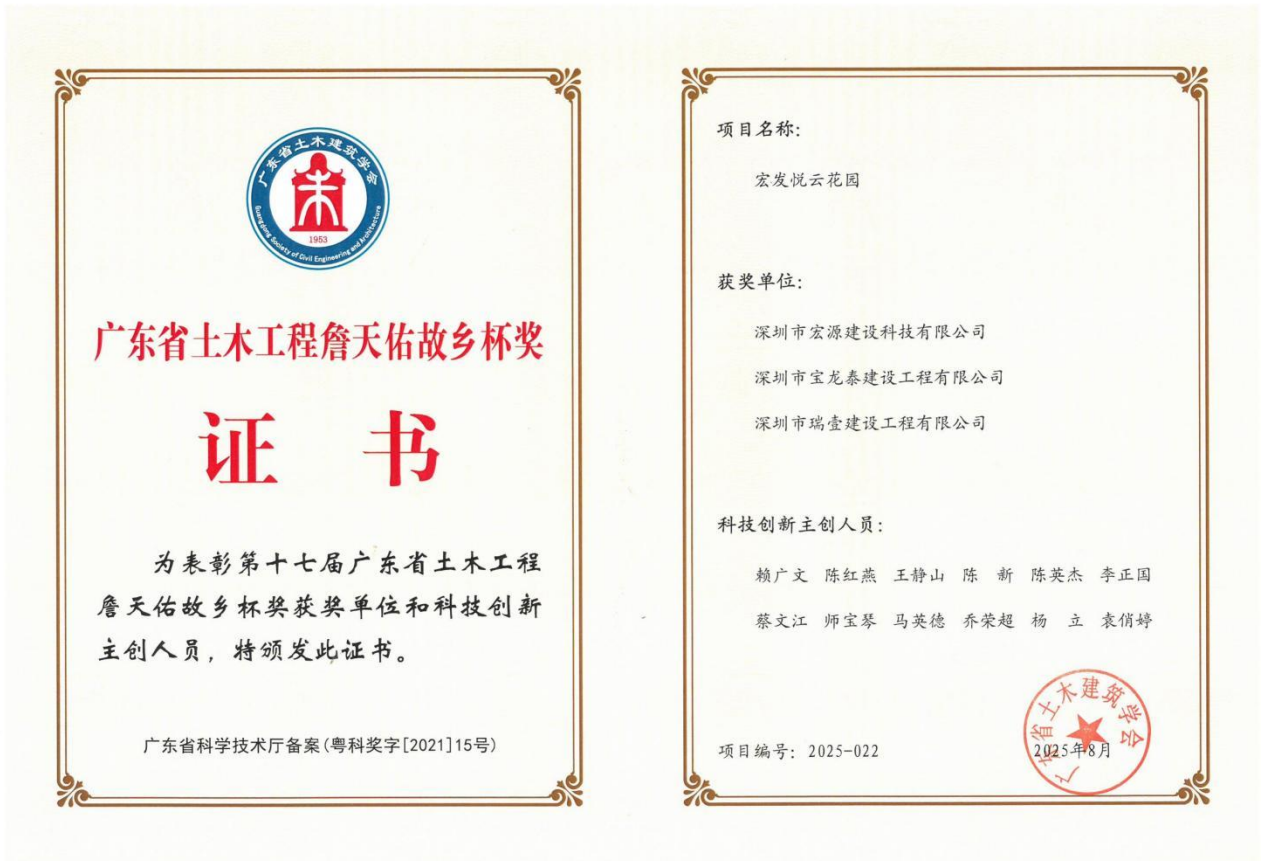 广东省土木建筑学会
1953
Guangdong Society of Civil Engineering and Architecture
广东省土木工程詹天佑故乡杯奖
证 书
为表彰第十七届广东省土木工程
詹天佑故乡杯奖获奖单位和科技创新
主创人员，特颁发此证书。
广东省科学技术厅备案(粤科奖字[2021]15号)
项目名称：
宏发悦云花园
获奖单位：
深圳市宏源建设科技有限公司
深圳市宝龙泰建设工程有限公司
深圳市瑞壹建设工程有限公司
科技创新主创人员：
赖广文 陈红燕 王静山 陈 新 陈英杰 李正国
蔡文江 师宝琴 马英德 乔荣超 杨 立 袁俏婷
项目编号：2025-022
2025年8月
广东省土木建筑学会